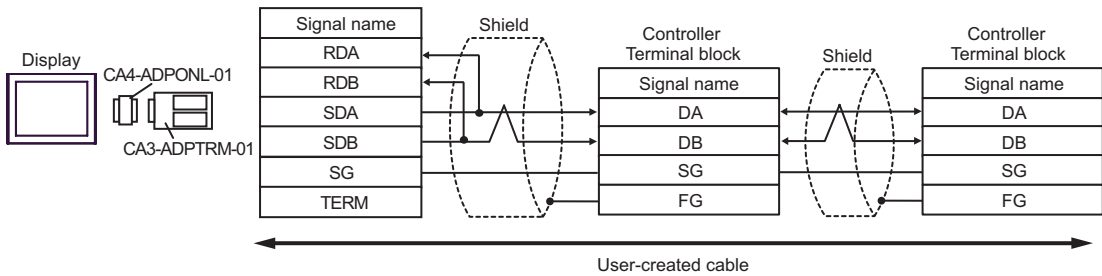 Display
CA4-ADPONL-01
CA3-ADPTRM-01
Signal name
RDA
RDB
SDA
SDB
SG
TERM
Shield
Controller
Terminal block
Signal name
DA
DB
SG
FG
Shield
Controller
Terminal block
Signal name
DA
DB
SG
FG
User-created cable